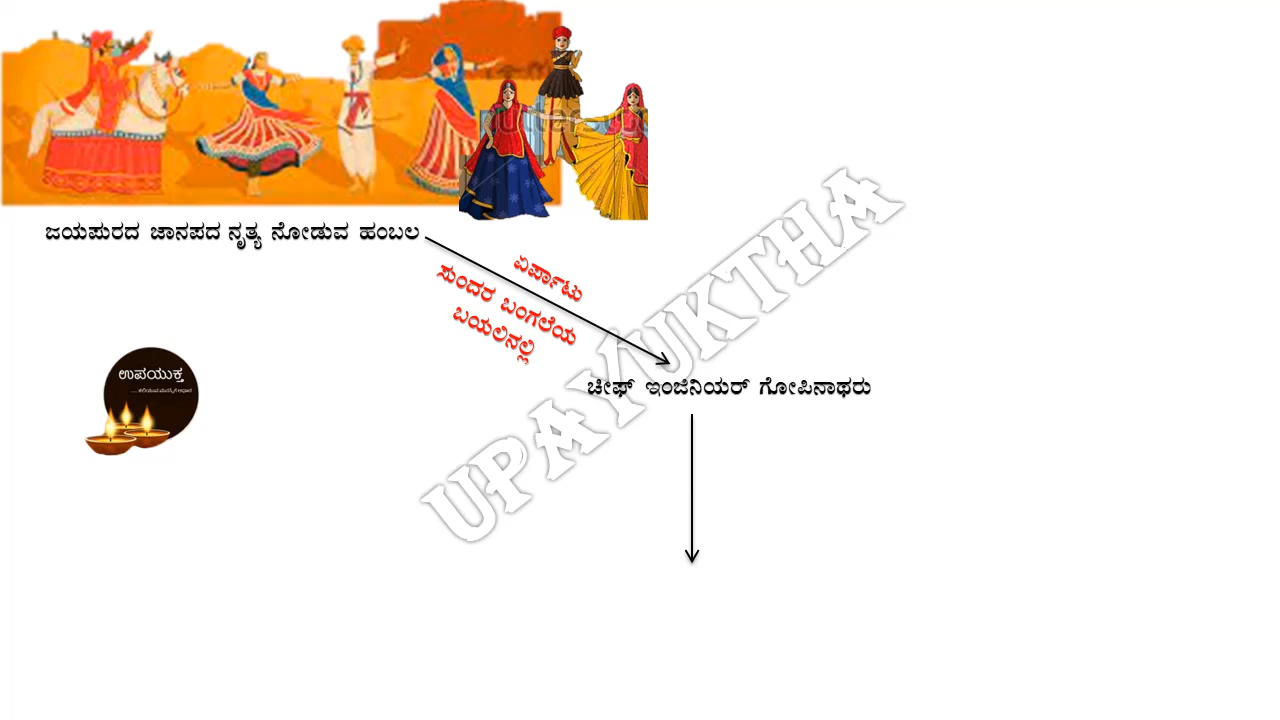 ಜಯಪುರದ ಜಾನಪದ ನೃತ್ಯ ನೋಡುವ ಹಂಬಲ
ಏರ್ಪಾಟು
ಸುಂದರ ಬಂಗಲೆಯ
ಬಯಲಿನಲ್ಲಿ
ಚೀಫ್ ಇಂಜಿನಿಯರ್ ಗೋಪಿನಾಥರು
ಉಪಯುಕ್ತ
UPAYUKTHA